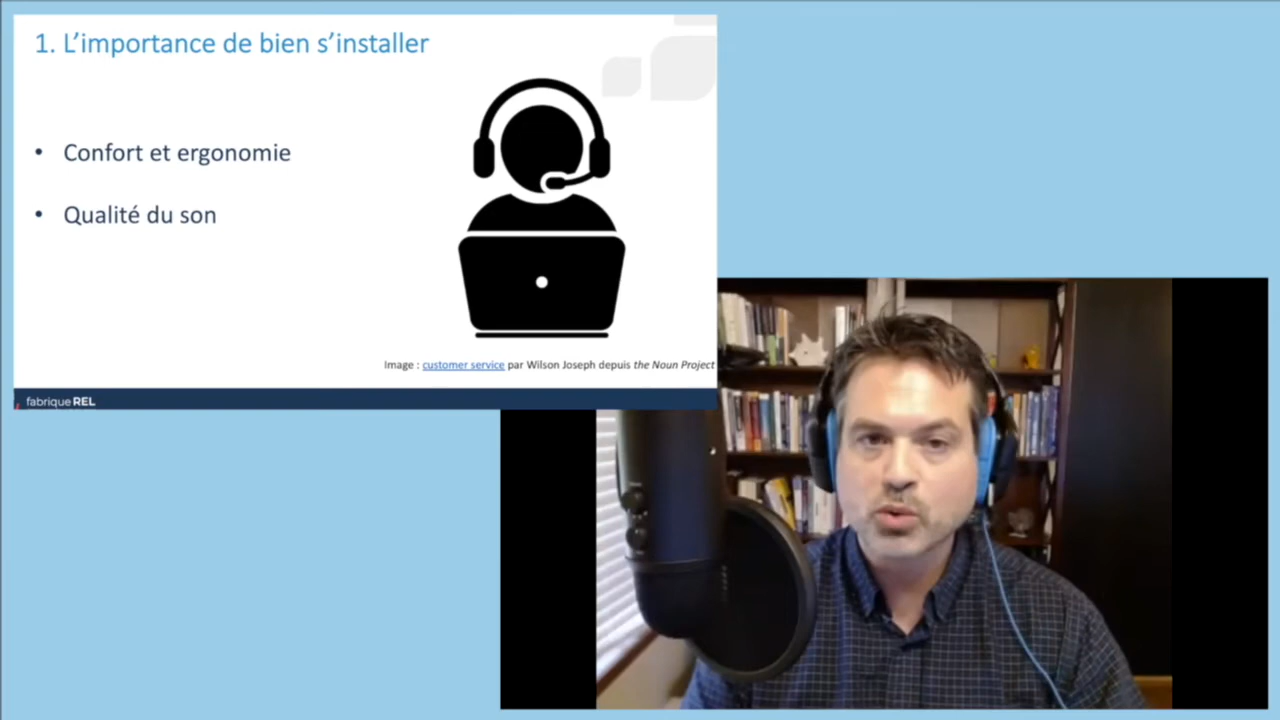 1. L’importance de bien s’installer
• Confort et ergonomie
• Qualité du son
Image : customer service par Wilson Joseph depuis the Noun Project
fabrique REL